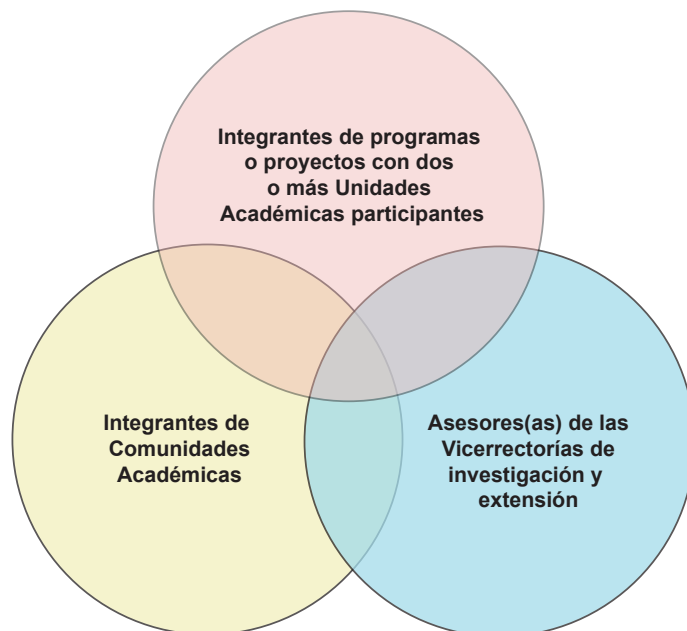 Integrantes de programas
o proyectos con dos
o más Unidades
Académicas participantes
Integrantes de
Comunidades
Académicas
Asesores(as) de las
Vicerrectorías de
investigación y
extensión